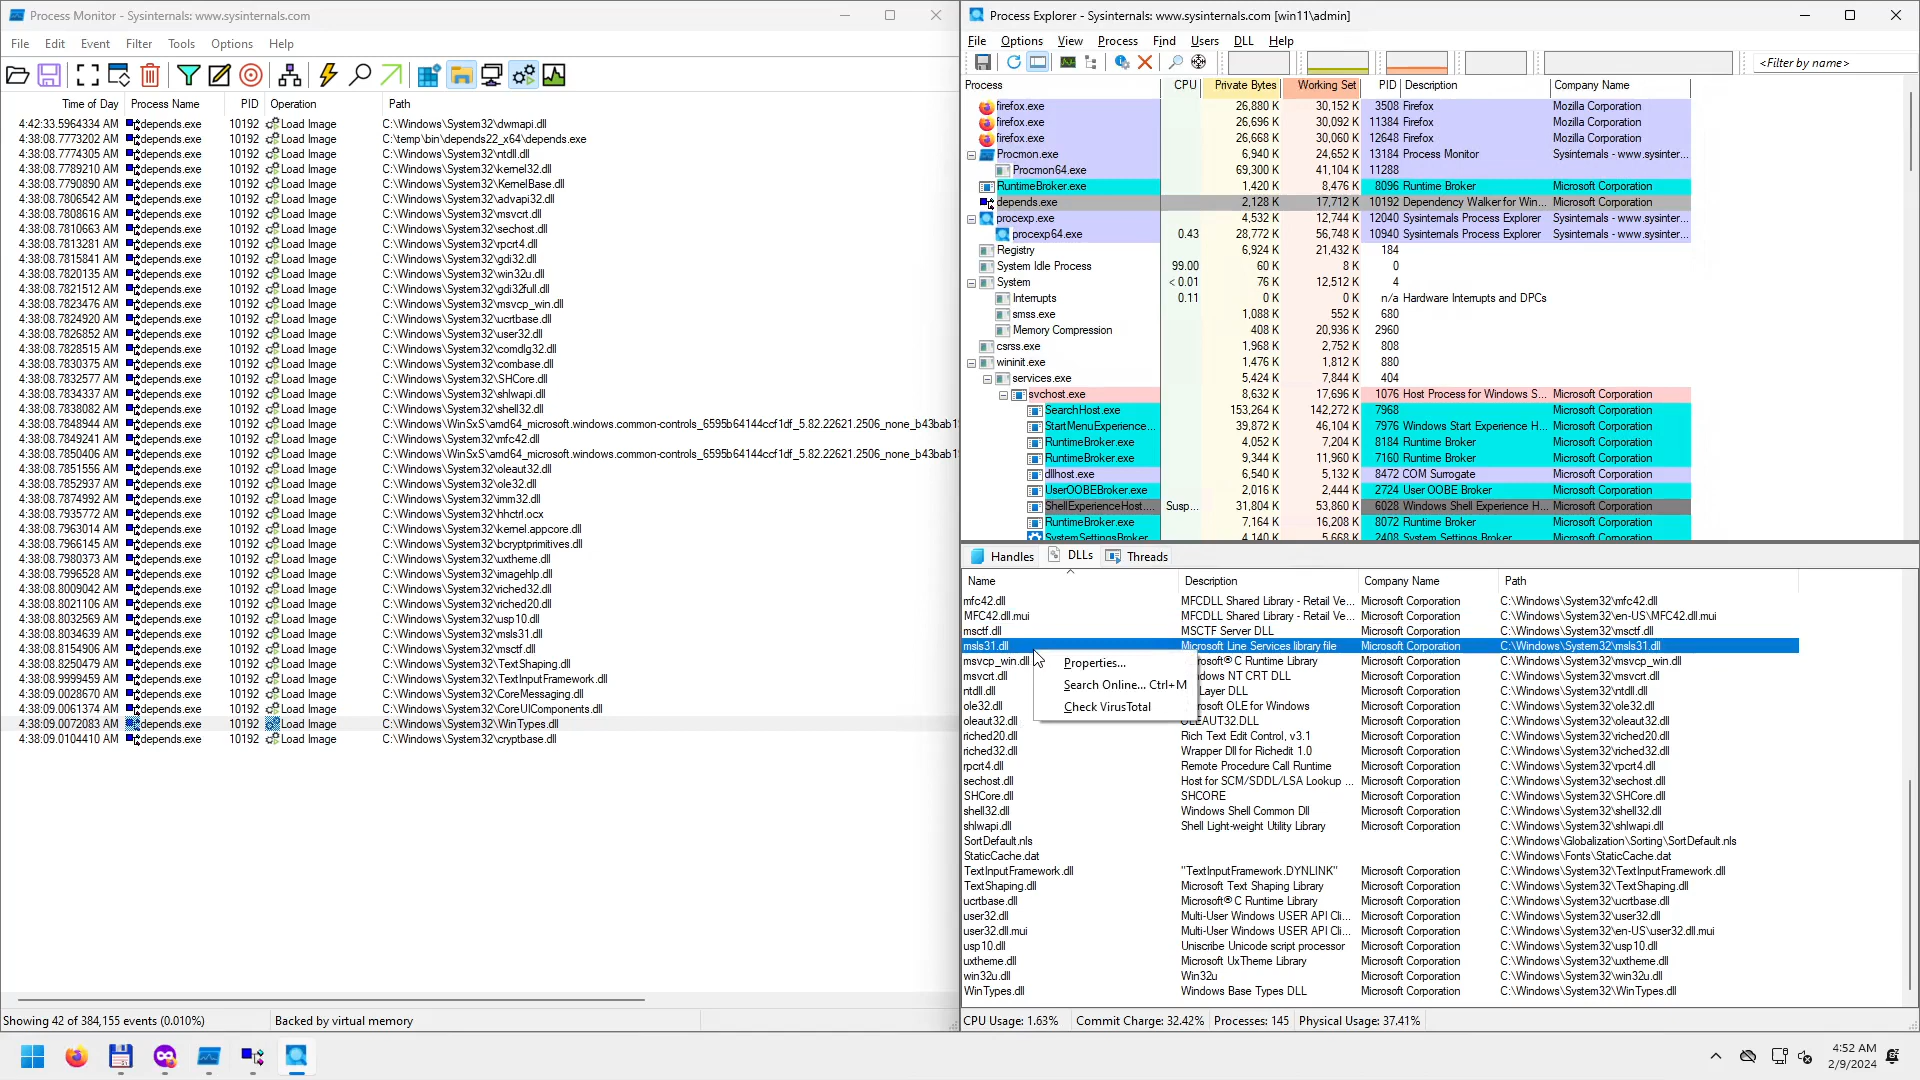 Process Monitor - Sysinternals: www.sysinternals.com
File Edit Event Filter Tools Options Help
Time of Day Process Name PID Operation Path
4:42:33.5964334 AM depends.exe 10192 Load Image C:\Windows\System32\dwmapi.dll
4:38:08.7773202 AM depends.exe 10192 Load Image C:\temp\bin\depends22_x64\depends.exe
4:38:08.7774305 AM depends.exe 10192 Load Image C:\Windows\System32\ntdll.dll
4:38:08.7789210 AM depends.exe 10192 Load Image C:\Windows\System32\kernel32.dll
4:38:08.7790890 AM depends.exe 10192 Load Image C:\Windows\System32\KernelBase.dll
4:38:08.7806542 AM depends.exe 10192 Load Image C:\Windows\System32\advapi32.dll
4:38:08.7808616 AM depends.exe 10192 Load Image C:\Windows\System32\msvcrt.dll
4:38:08.7810663 AM depends.exe 10192 Load Image C:\Windows\System32\sechost.dll
4:38:08.7813281 AM depends.exe 10192 Load Image C:\Windows\System32\rpcrt4.dll
4:38:08.7815841 AM depends.exe 10192 Load Image C:\Windows\System32\gdi32.dll
4:38:08.7820135 AM depends.exe 10192 Load Image C:\Windows\System32\win32u.dll
4:38:08.7821512 AM depends.exe 10192 Load Image C:\Windows\System32\gdi32full.dll
4:38:08.7823476 AM depends.exe 10192 Load Image C:\Windows\System32\msvcp_win.dll
4:38:08.7824920 AM depends.exe 10192 Load Image C:\Windows\System32\ucrtbase.dll
4:38:08.7826852 AM depends.exe 10192 Load Image C:\Windows\System32\user32.dll
4:38:08.7828515 AM depends.exe 10192 Load Image C:\Windows\System32\comdlg32.dll
4:38:08.7830375 AM depends.exe 10192 Load Image C:\Windows\System32\combase.dll
4:38:08.7832577 AM depends.exe 10192 Load Image C:\Windows\System32\SHCore.dll
4:38:08.7834337 AM depends.exe 10192 Load Image C:\Windows\System32\shlwapi.dll
4:38:08.7838082 AM depends.exe 10192 Load Image C:\Windows\System32\shell32.dll
4:38:08.7848944 AM depends.exe 10192 Load Image C:\Windows\WinSxS\amd64_microsoft.windows.common-controls_6595b64144ccf1df_5.82.22621.2506_none_b43bab1
4:38:08.7849241 AM depends.exe 10192 Load Image C:\Windows\System32\mfc42.dll
4:38:08.7850406 AM depends.exe 10192 Load Image C:\Windows\WinSxS\amd64_microsoft.windows.common-controls_6595b64144ccf1df_5.82.22621.2506_none_b43bab1
4:38:08.7851556 AM depends.exe 10192 Load Image C:\Windows\System32\oleaut32.dll
4:38:08.7852937 AM depends.exe 10192 Load Image C:\Windows\System32\ole32.dll
4:38:08.7874992 AM depends.exe 10192 Load Image C:\Windows\System32\imm32.dll
4:38:08.7935772 AM depends.exe 10192 Load Image C:\Windows\System32\hhctrl.ocx
4:38:08.7963014 AM depends.exe 10192 Load Image C:\Windows\System32\kernel.appcore.dll
4:38:08.7966145 AM depends.exe 10192 Load Image C:\Windows\System32\bcryptprimitives.dll
4:38:08.7980373 AM depends.exe 10192 Load Image C:\Windows\System32\uxtheme.dll
4:38:08.7996528 AM depends.exe 10192 Load Image C:\Windows\System32\imagehlp.dll
4:38:08.8009042 AM depends.exe 10192 Load Image C:\Windows\System32\riched32.dll
4:38:08.8021106 AM depends.exe 10192 Load Image C:\Windows\System32\riched20.dll
4:38:08.8032569 AM depends.exe 10192 Load Image C:\Windows\System32\usp10.dll
4:38:08.8034639 AM depends.exe 10192 Load Image C:\Windows\System32\msls31.dll
4:38:08.8154906 AM depends.exe 10192 Load Image C:\Windows\System32\msctf.dll
4:38:08.8250479 AM depends.exe 10192 Load Image C:\Windows\System32\TextShaping.dll
4:38:08.9999459 AM depends.exe 10192 Load Image C:\Windows\System32\TextInputFramework.dll
4:38:09.0028670 AM depends.exe 10192 Load Image C:\Windows\System32\CoreMessaging.dll
4:38:09.0061374 AM depends.exe 10192 Load Image C:\Windows\System32\CoreUIComponents.dll
4:38:09.0072083 AM depends.exe 10192 Load Image C:\Windows\System32\WinTypes.dll
4:38:09.0104410 AM depends.exe 10192 Load Image C:\Windows\System32\cryptbase.dll
Showing 42 of 384,155 events (0.010%) Backed by virtual memory
Process Explorer - Sysinternals: www.sysinternals.com [win11\admin]
File Options View Process Find Users DLL Help
<Filter by name>
Process CPU Private Bytes Working Set PID Description Company Name
firefox.exe 26,880 K 30,152 K 3508 Firefox Mozilla Corporation
firefox.exe 26,696 K 30,092 K 11384 Firefox Mozilla Corporation
firefox.exe 26,668 K 30,060 K 12648 Firefox Mozilla Corporation
Procmon.exe 6,940 K 24,652 K 13184 Process Monitor Sysinternals - www.sysinter...
Procmon64.exe 69,300 K 41,104 K 11288
RuntimeBroker.exe 1,420 K 8,476 K 8096 Runtime Broker Microsoft Corporation
depends.exe 2,128 K 17,712 K 10192 Dependency Walker for Win... Microsoft Corporation
procexp.exe 4,532 K 12,744 K 12040 Sysinternals Process Explorer Sysinternals - www.sysinter...
procexp64.exe 0.43 28,772 K 56,748 K 10940 Sysinternals Process Explorer Sysinternals - www.sysinter...
Registry 6,924 K 21,432 K 184
System Idle Process 99.00 60 K 8 K 0
System < 0.01 76 K 12,512 K 4
Interrupts 0.11 0 K 0 K n/a Hardware Interrupts and DPCs
smss.exe 1,088 K 552 K 680
Memory Compression 408 K 20,936 K 2960
csrss.exe 1,968 K 2,752 K 808
wininit.exe 1,476 K 1,812 K 880
services.exe 5,424 K 7,844 K 404
svchost.exe 8,632 K 17,696 K 1076 Host Process for Windows S... Microsoft Corporation
SearchHost.exe 153,264 K 142,272 K 7968 Microsoft Corporation
StartMenuExperience... 39,872 K 46,104 K 7976 Windows Start Experience H... Microsoft Corporation
RuntimeBroker.exe 4,052 K 7,204 K 8184 Runtime Broker Microsoft Corporation
RuntimeBroker.exe 9,344 K 11,960 K 7160 Runtime Broker Microsoft Corporation
dllhost.exe 6,540 K 5,132 K 8472 COM Surrogate Microsoft Corporation
UserOOBEBroker.exe 2,016 K 2,444 K 2724 User OOBE Broker Microsoft Corporation
ShellExperienceHost.... Susp... 31,804 K 53,860 K 6028 Windows Shell Experience H... Microsoft Corporation
RuntimeBroker.exe 7,164 K 16,208 K 8072 Runtime Broker Microsoft Corporation
SystemSettingsBroker 4,140 K 5,668 K 2408 System Settings Broker Microsoft Corporation
Handles DLLs Threads
Name Description Company Name Path
mfc42.dll MFCDLL Shared Library - Retail Ve... Microsoft Corporation C:\Windows\System32\mfc42.dll
MFC42.dll.mui MFCDLL Shared Library - Retail Ve... Microsoft Corporation C:\Windows\System32\en-US\MFC42.dll.mui
msctf.dll MSCTF Server DLL Microsoft Corporation C:\Windows\System32\msctf.dll
msls31.dll Microsoft Line Services library file Microsoft Corporation C:\Windows\System32\msls31.dll
msvcp_win.dll rosoft® C Runtime Library Microsoft Corporation C:\Windows\System32\msvcp_win.dll
msvcrt.dll dows NT CRT DLL Microsoft Corporation C:\Windows\System32\msvcrt.dll
ntdll.dll Layer DLL Microsoft Corporation C:\Windows\System32\ntdll.dll
ole32.dll rosoft OLE for Windows Microsoft Corporation C:\Windows\System32\ole32.dll
oleaut32.dll OLEAUT32.DLL Microsoft Corporation C:\Windows\System32\oleaut32.dll
riched20.dll Rich Text Edit Control, v3.1 Microsoft Corporation C:\Windows\System32\riched20.dll
riched32.dll Wrapper Dll for Richedit 1.0 Microsoft Corporation C:\Windows\System32\riched32.dll
rpcrt4.dll Remote Procedure Call Runtime Microsoft Corporation C:\Windows\System32\rpcrt4.dll
sechost.dll Host for SCM/SDDL/LSA Lookup ... Microsoft Corporation C:\Windows\System32\sechost.dll
SHCore.dll SHCORE Microsoft Corporation C:\Windows\System32\SHCore.dll
shell32.dll Windows Shell Common Dll Microsoft Corporation C:\Windows\System32\shell32.dll
shlwapi.dll Shell Light-weight Utility Library Microsoft Corporation C:\Windows\System32\shlwapi.dll
SortDefault.nls C:\Windows\Globalization\Sorting\SortDefault.nls
StaticCache.dat C:\Windows\Fonts\StaticCache.dat
TextInputFramework.dll "TextInputFramework.DYNLINK" Microsoft Corporation C:\Windows\System32\TextInputFramework.dll
TextShaping.dll Microsoft Text Shaping Library Microsoft Corporation C:\Windows\System32\TextShaping.dll
ucrtbase.dll Microsoft® C Runtime Library Microsoft Corporation C:\Windows\System32\ucrtbase.dll
user32.dll Multi-User Windows USER API Cli... Microsoft Corporation C:\Windows\System32\user32.dll
user32.dll.mui Multi-User Windows USER API Cli... Microsoft Corporation C:\Windows\System32\en-US\user32.dll.mui
usp10.dll Uniscribe Unicode script processor Microsoft Corporation C:\Windows\System32\usp10.dll
uxtheme.dll Microsoft UxTheme Library Microsoft Corporation C:\Windows\System32\uxtheme.dll
win32u.dll Win32u Microsoft Corporation C:\Windows\System32\win32u.dll
WinTypes.dll Windows Base Types DLL Microsoft Corporation C:\Windows\System32\WinTypes.dll
Properties...
Search Online... Ctrl+M
Check VirusTotal
CPU Usage: 1.63% Commit Charge: 32.42% Processes: 145 Physical Usage: 37.41%
4:52 AM
2/9/2024